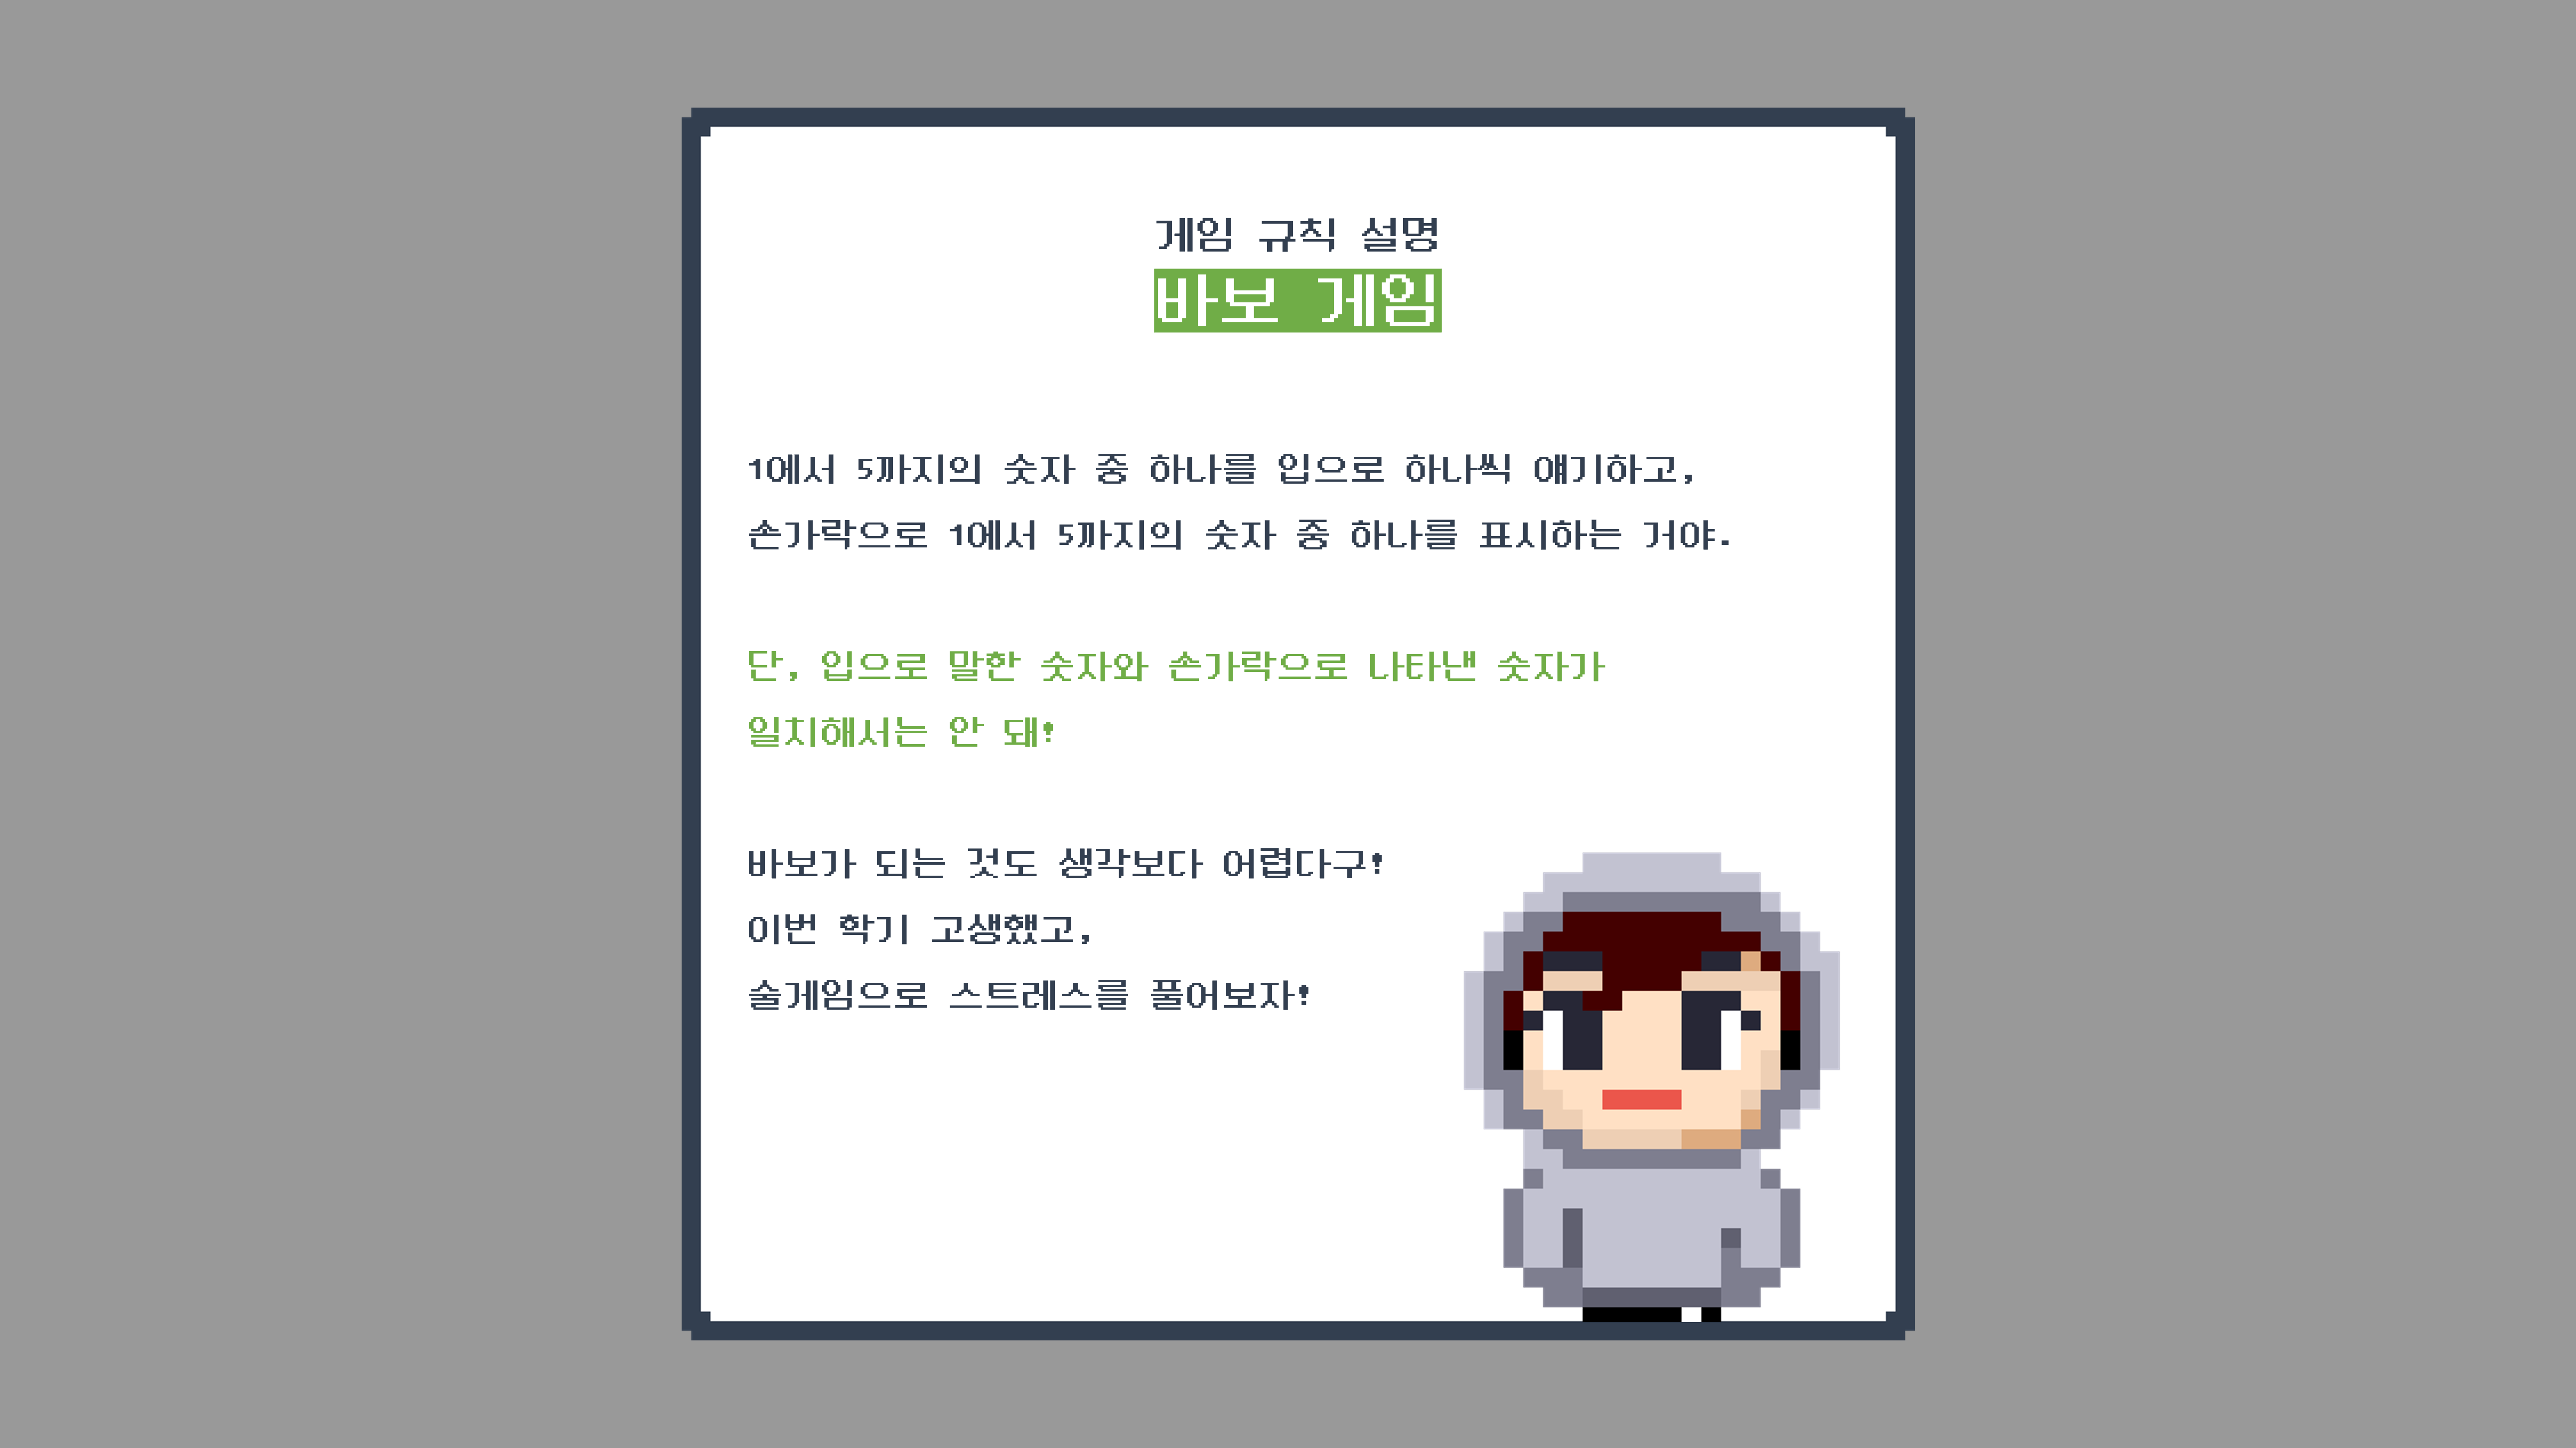 게임 규칙 설명
바보 게임
1에서 5까지의 숫자 중 하나를 입으로 하나씩 얘기하고,
손가락으로 1에서 5까지의 숫자 중 하나를 표시하는 거야.
단, 입으로 말한 숫자와 손가락으로 나타낸 숫자가
일치해서는 안 돼!
바보가 되는 것도 생각보다 어렵다구!
이번 학기 고생했고,
술게임으로 스트레스를 풀어보자!